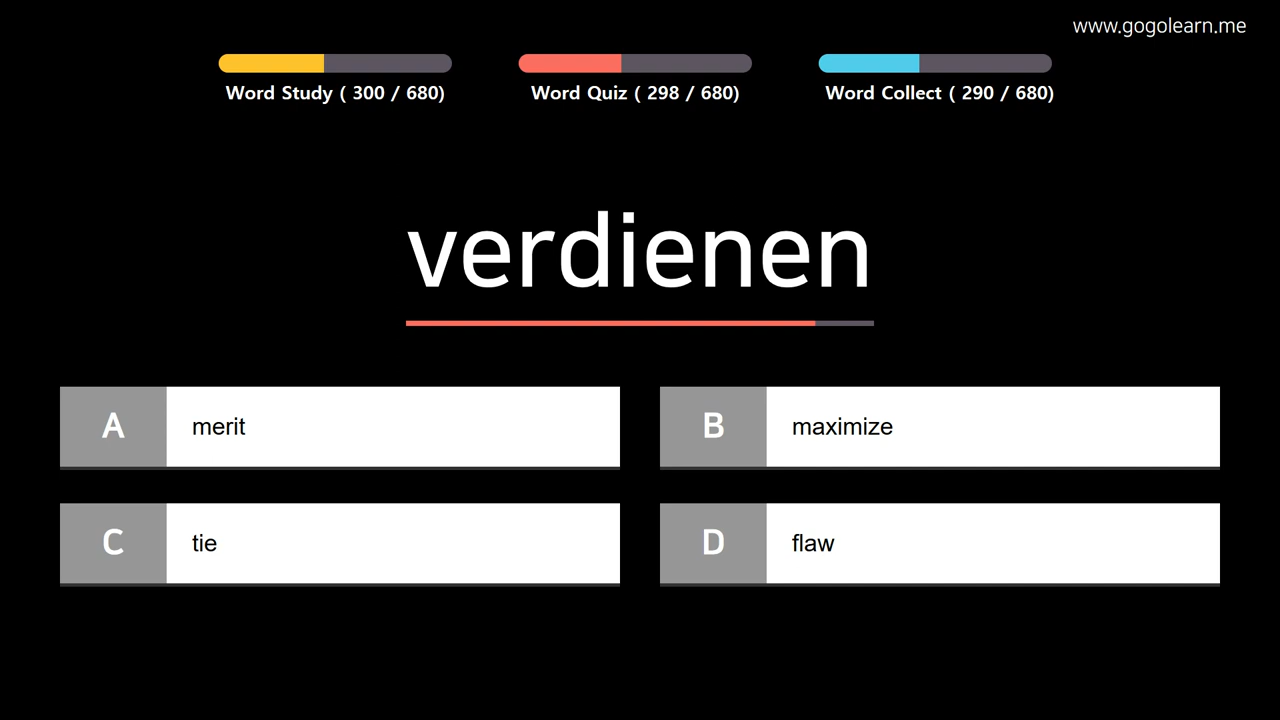 www.gogolearn.me
Word Study ( 300 / 680)
Word Quiz ( 298 / 680)
Word Collect ( 290 / 680)
verdienen
A
merit
B
maximize
C
tie
D
flaw